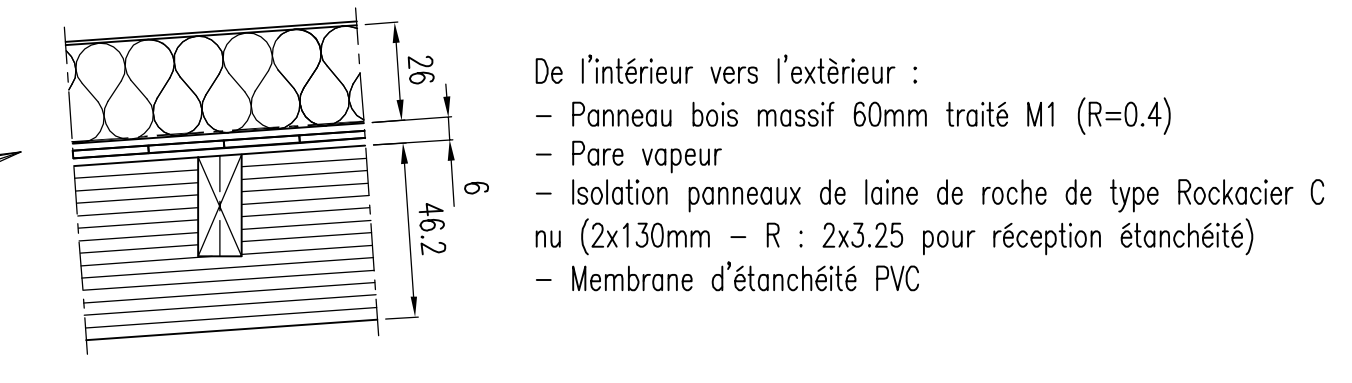 26
6
46.2
De l'intérieur vers l'extèrieur :
– Panneau bois massif 60mm traité M1 (R=0.4)
– Pare vapeur
– Isolation panneaux de laine de roche de type Rockacier C
nu (2x130mm – R : 2x3.25 pour réception étanchéité)
– Membrane d'étanchéité PVC